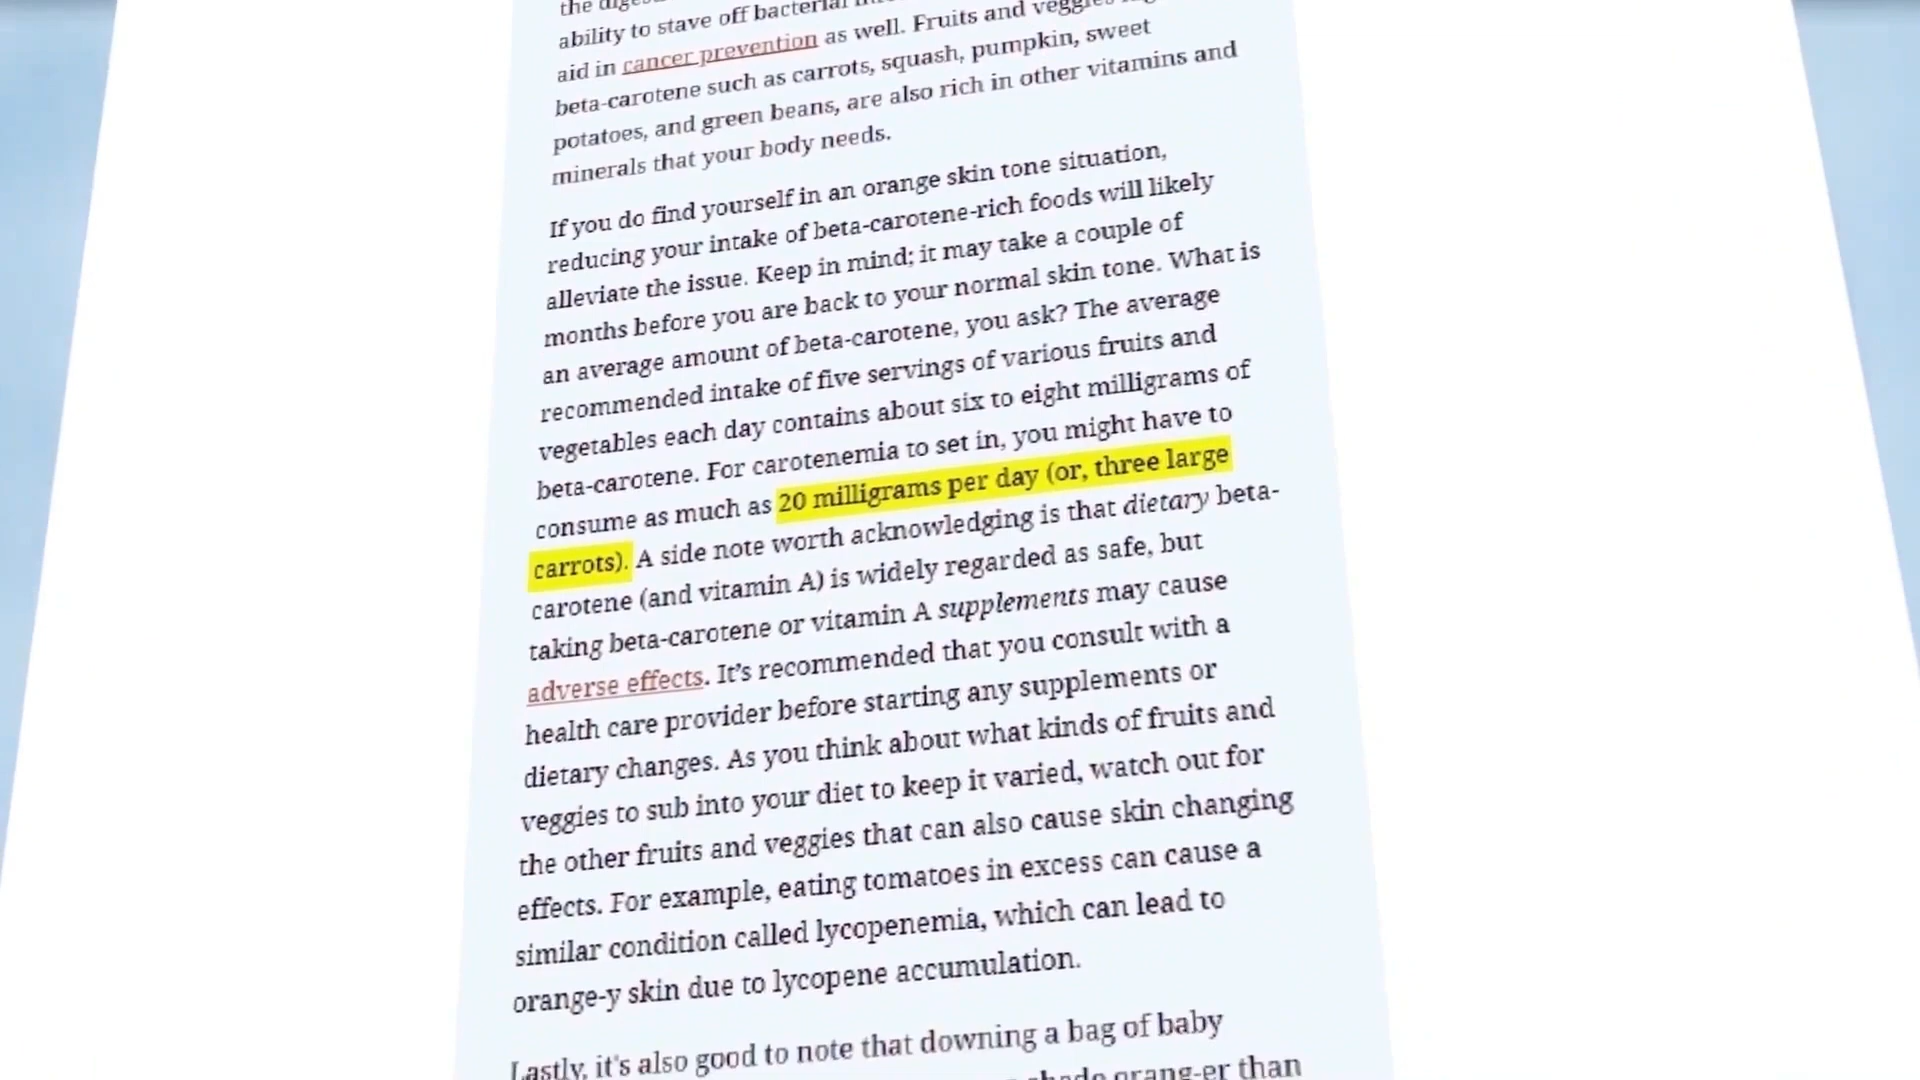 the
ability to stave off bacterial
aid in cancer prevention as well. Fruits and veggies
beta-carotene such as carrots, squash, pumpkin, sweet
potatoes, and green beans, are also rich in other vitamins and
minerals that your body needs.
If you do find yourself in an orange skin tone situation,
reducing your intake of beta-carotene-rich foods will likely
alleviate the issue. Keep in mind; it may take a couple of
months before you are back to your normal skin tone. What is
an average amount of beta-carotene, you ask? The average
recommended intake of five servings of various fruits and
vegetables each day contains about six to eight milligrams of
beta-carotene. For carotenemia to set in, you might have to
consume as much as 20 milligrams per day (or, three large
carrots). A side note worth acknowledging is that dietary beta-
carotene (and vitamin A) is widely regarded as safe, but
taking beta-carotene or vitamin A supplements may cause
adverse effects. It’s recommended that you consult with a
health care provider before starting any supplements or
dietary changes. As you think about what kinds of fruits and
veggies to sub into your diet to keep it varied, watch out for
the other fruits and veggies that can also cause skin changing
effects. For example, eating tomatoes in excess can cause a
similar condition called lycopenemia, which can lead to
orange-y skin due to lycopene accumulation.
Lastly, it's also good to note that downing a bag of baby
shade orang-er than